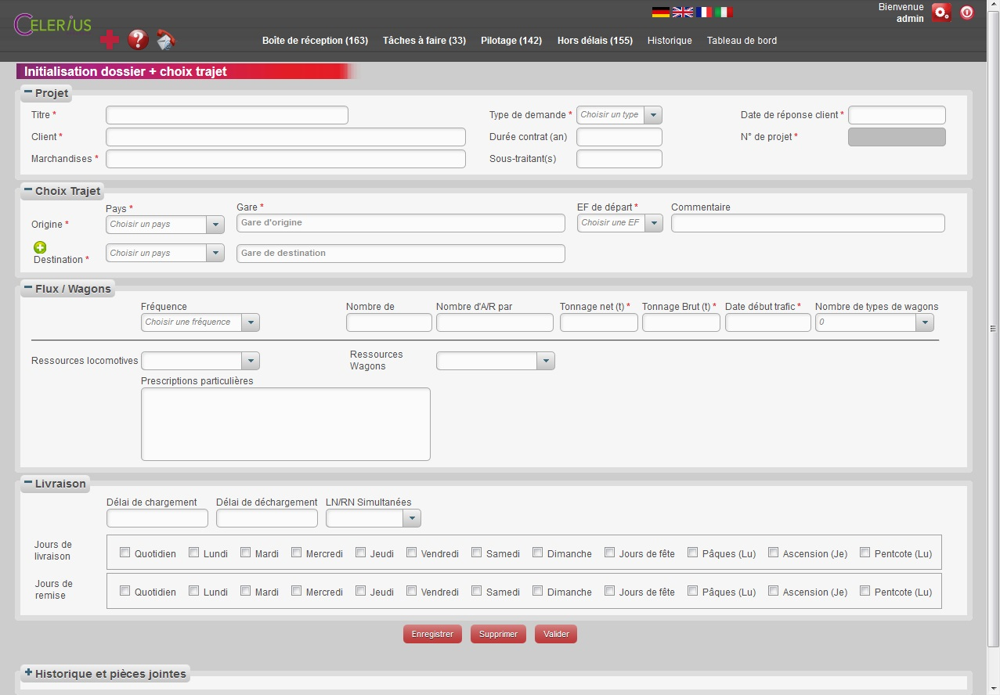 CELERIUS
Bienvenue
admin
Boîte de réception (163) Tâches à faire (33) Pilotage (142) Hors délais (155) Historique Tableau de bord
Initialisation dossier + choix trajet
Projet
Titre * Type de demande * Choisir un type Date de réponse client *
Client * Durée contrat (an) N° de projet *
Marchandises * Sous-traitant(s)
Choix Trajet
Pays * Gare * EF de départ * Commentaire
Origine * Choisir un pays Gare d'origine Choisir une EF
Destination * Choisir un pays Gare de destination
Flux / Wagons
Fréquence Nombre de Nombre d'A/R par Tonnage net (t) * Tonnage Brut (t) * Date début trafic * Nombre de types de wagons
Choisir une fréquence 0
Ressources locomotives Ressources
Wagons
Prescriptions particulières
Livraison
Délai de chargement Délai de déchargement LN/RN Simultanées
Jours de
livraison
Quotidien Lundi Mardi Mercredi Jeudi Vendredi Samedi Dimanche Jours de fête Pâques (Lu) Ascension (Je) Pentcote (Lu)
Jours de
remise
Quotidien Lundi Mardi Mercredi Jeudi Vendredi Samedi Dimanche Jours de fête Pâques (Lu) Ascension (Je) Pentcote (Lu)
Enregistrer Supprimer Valider
Historique et pièces jointes